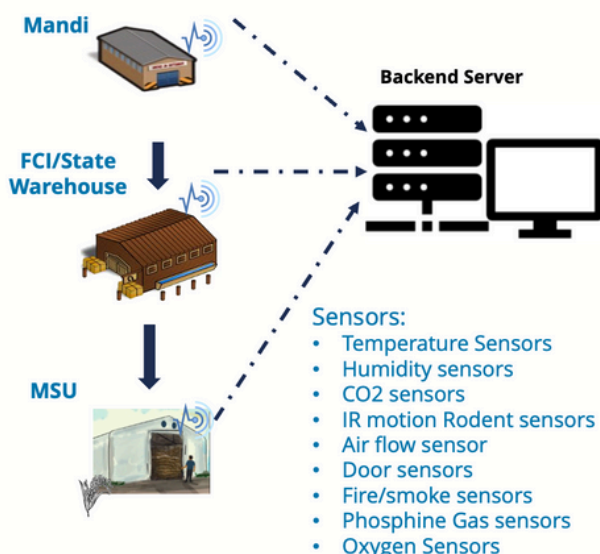 Mandi
Backend Server
FCI/State
Warehouse
MSU
Sensors:
• Temperature Sensors
• Humidity sensors
• CO2 sensors
• IR motion Rodent sensors
• Air flow sensor
• Door sensors
• Fire/smoke sensors
• Phosphine Gas sensors
• Oxygen Sensors